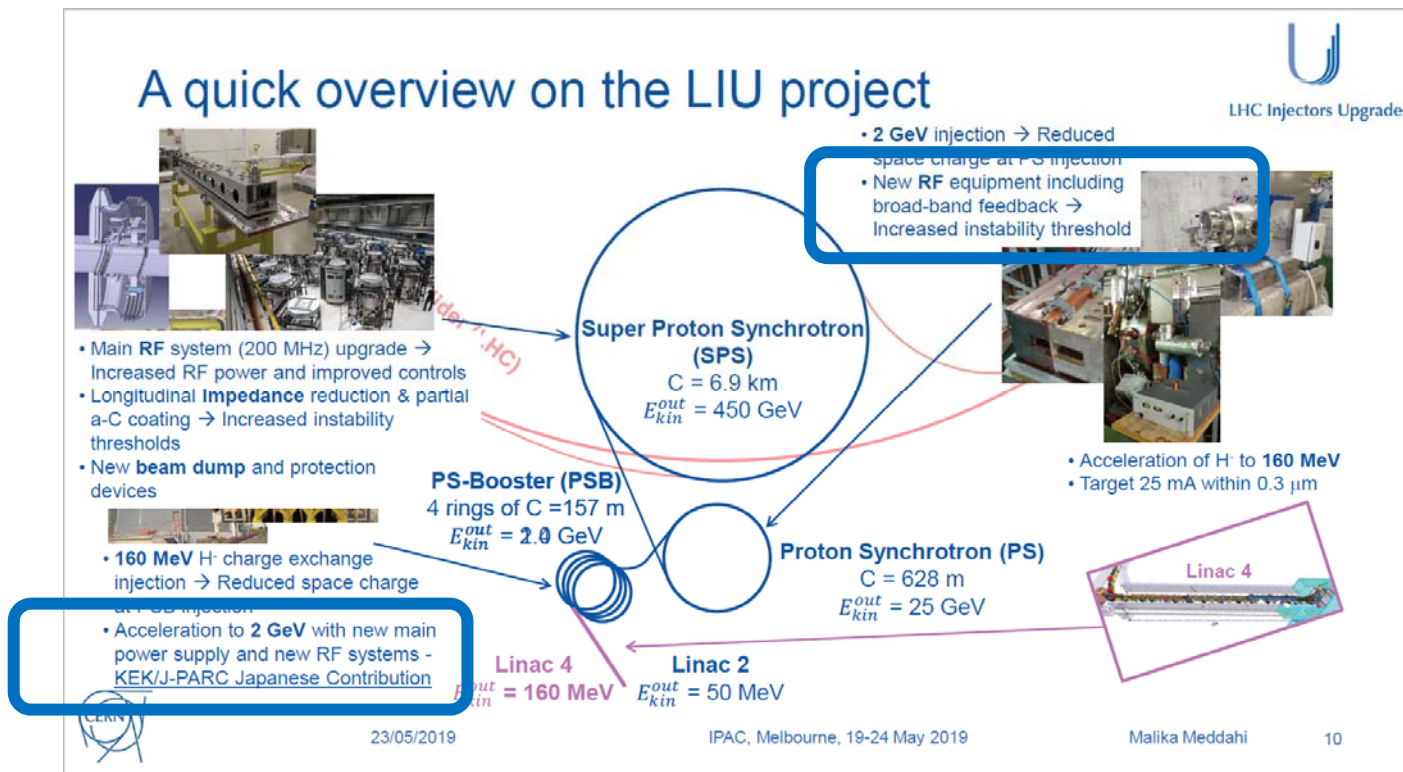 A quick overview on the LIU project
LHC Injectors Upgrade
• 2 GeV injection → Reduced
space charge at PS injection
• New RF equipment including
broad-band feedback →
Increased instability threshold
• Main RF system (200 MHz) upgrade →
Increased RF power and improved controls
• Longitudinal Impedance reduction & partial
a-C coating → Increased instability
thresholds
• New beam dump and protection
devices
Super Proton Synchrotron
(SPS)
C = 6.9 km
E_kin^out = 450 GeV
HC)
PS-Booster (PSB)
4 rings of C =157 m
E_kin^out = GeV
• 160 MeV H⁻ charge exchange
injection → Reduced space charge
at PSB injection
• Acceleration to 2 GeV with new main
power supply and new RF systems -
KEK/J-PARC Japanese Contribution
Proton Synchrotron (PS)
C = 628 m
E_kin^out = 25 GeV
• Acceleration of H⁻ to 160 MeV
• Target 25 mA within 0.3 μm
Linac 4
Linac 4
E_kin^out = 160 MeV
Linac 2
E_kin^out = 50 MeV
CERN
23/05/2019
IPAC, Melbourne, 19-24 May 2019
Malika Meddahi
10